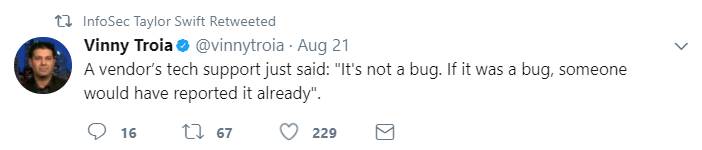 InfoSec Taylor Swift Retweeted
Vinny Troia @vinnytroia · Aug 21
A vendor’s tech support just said: "It's not a bug. If it was a bug, someone
would have reported it already".
16 67 229